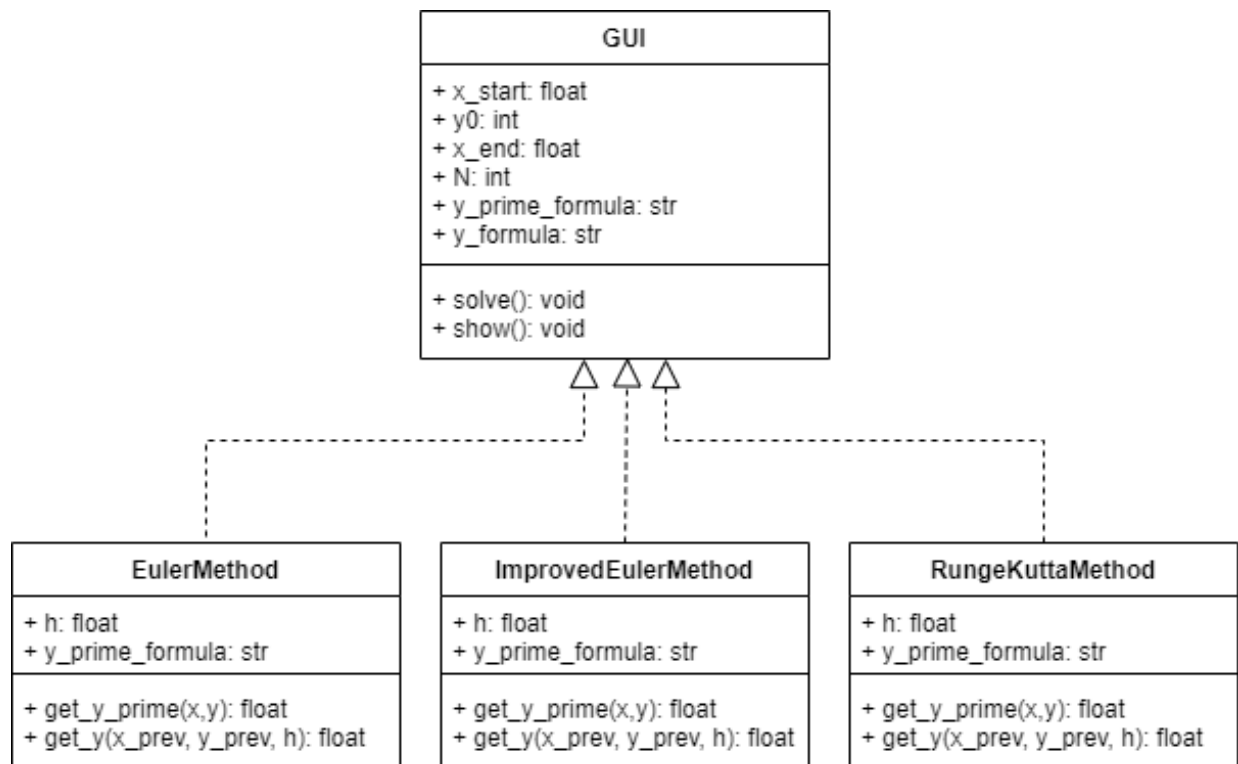 GUI
+ x_start: float
+ y0: int
+ x_end: float
+ N: int
+ y_prime_formula: str
+ y_formula: str
+ solve(): void
+ show(): void
EulerMethod
+ h: float
+ y_prime_formula: str
+ get_y_prime(x,y): float
+ get_y(x_prev, y_prev, h): float
ImprovedEulerMethod
+ h: float
+ y_prime_formula: str
+ get_y_prime(x,y): float
+ get_y(x_prev, y_prev, h): float
RungeKuttaMethod
+ h: float
+ y_prime_formula: str
+ get_y_prime(x,y): float
+ get_y(x_prev, y_prev, h): float